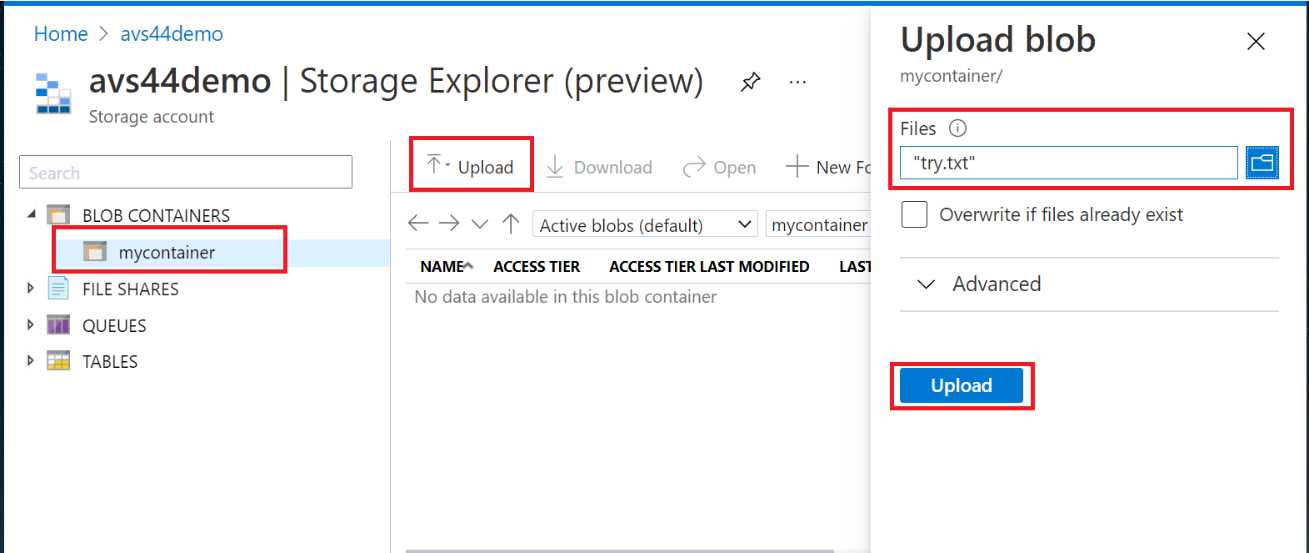 Home > avs44demo
avs44demo | Storage Explorer (preview) ...
Storage account
Search
BLOB CONTAINERS
mycontainer
FILE SHARES
QUEUES
TABLES
Upload Download Open New Fo
Active blobs (default) mycontainer
NAME ACCESS TIER ACCESS TIER LAST MODIFIED LAST
No data available in this blob container
Upload blob
mycontainer/
Files
"try.txt"
Overwrite if files already exist
Advanced
Upload